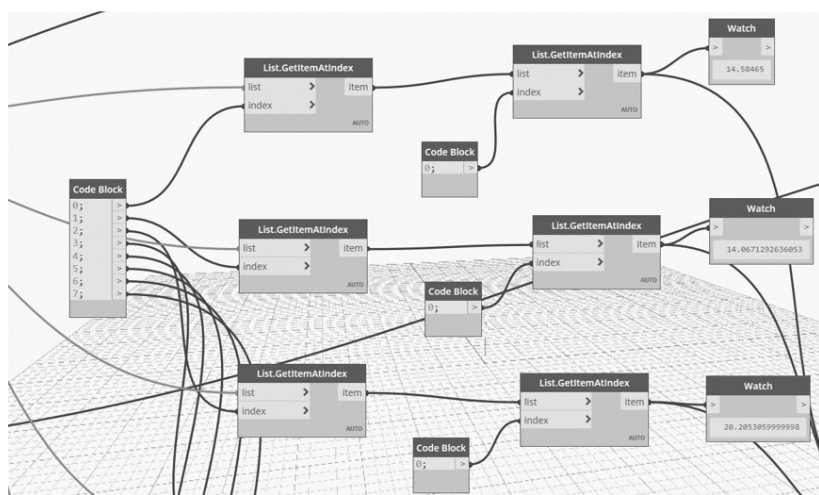 Watch
> >
14.58465
List.GetItemAtIndex
list > item
index >
AUTO
List.GetItemAtIndex
list > item
index >
AUTO
Code Block
0; >
Code Block
0; >
1; >
2; >
3; >
4; >
5; >
6; >
7; >
List.GetItemAtIndex
list > item
index >
AUTO
List.GetItemAtIndex
list > item
index >
AUTO
Watch
> >
14.0671292636053
Code Block
0; >
List.GetItemAtIndex
list > item
index >
AUTO
List.GetItemAtIndex
list > item
index >
AUTO
Watch
> >
20.2053059999998
Code Block
0; >